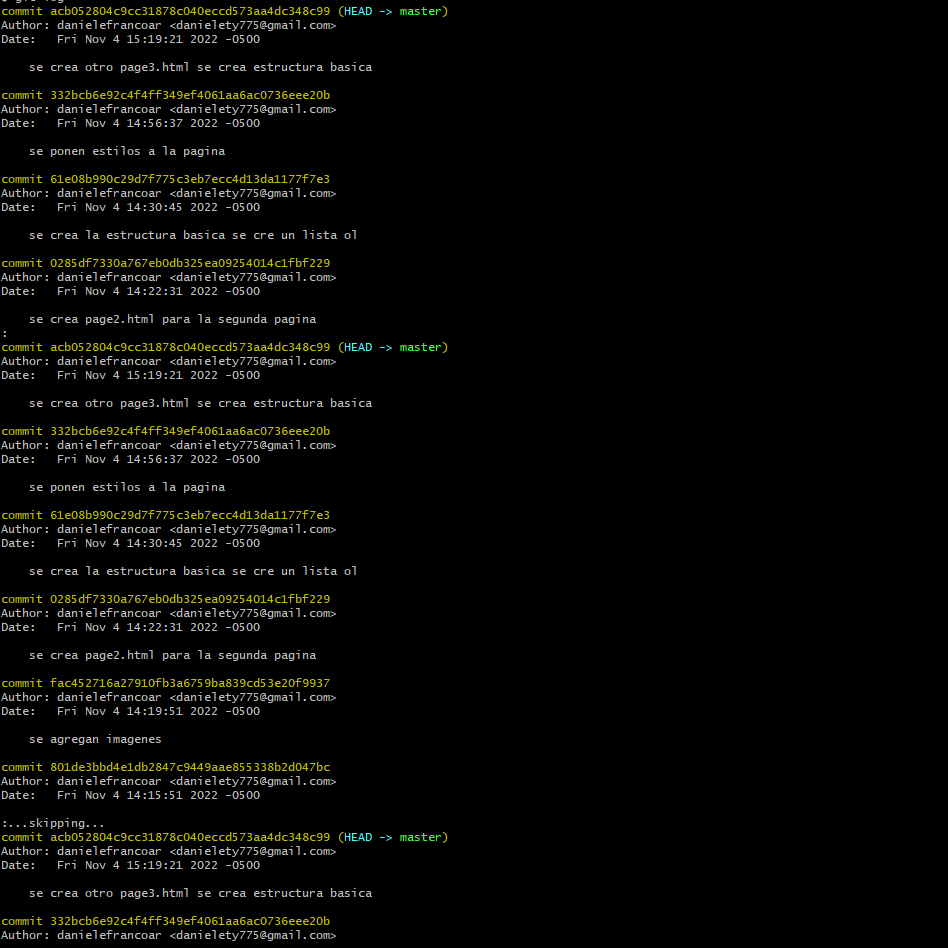 commit acb052804c9cc31878c040eccd573aa4dc348c99 (HEAD -> master)
Author: danielefrancoar <danielety775@gmail.com>
Date:   Fri Nov 4 15:19:21 2022 -0500
se crea otro page3.html se crea estructura basica
commit 332bcb6e92c4f4ff349ef4061aa6ac0736eee20b
Author: danielefrancoar <danielety775@gmail.com>
Date:   Fri Nov 4 14:56:37 2022 -0500
se ponen estilos a la pagina
commit 61e08b990c29d7f775c3eb7ecc4d13da1177f7e3
Author: danielefrancoar <danielety775@gmail.com>
Date:   Fri Nov 4 14:30:45 2022 -0500
se crea la estructura basica se cre un lista ol
commit 0285df7330a767eb0db325ea09254014c1fbf229
Author: danielefrancoar <danielety775@gmail.com>
Date:   Fri Nov 4 14:22:31 2022 -0500
se crea page2.html para la segunda pagina
:
commit acb052804c9cc31878c040eccd573aa4dc348c99 (HEAD -> master)
Author: danielefrancoar <danielety775@gmail.com>
Date:   Fri Nov 4 15:19:21 2022 -0500
se crea otro page3.html se crea estructura basica
commit 332bcb6e92c4f4ff349ef4061aa6ac0736eee20b
Author: danielefrancoar <danielety775@gmail.com>
Date:   Fri Nov 4 14:56:37 2022 -0500
se ponen estilos a la pagina
commit 61e08b990c29d7f775c3eb7ecc4d13da1177f7e3
Author: danielefrancoar <danielety775@gmail.com>
Date:   Fri Nov 4 14:30:45 2022 -0500
se crea la estructura basica se cre un lista ol
commit 0285df7330a767eb0db325ea09254014c1fbf229
Author: danielefrancoar <danielety775@gmail.com>
Date:   Fri Nov 4 14:22:31 2022 -0500
se crea page2.html para la segunda pagina
commit fac452716a27910fb3a6759ba839cd53e20f9937
Author: danielefrancoar <danielety775@gmail.com>
Date:   Fri Nov 4 14:19:51 2022 -0500
se agregan imagenes
commit 801de3bbd4e1db2847c9449aae855338b2d047bc
Author: danielefrancoar <danielety775@gmail.com>
Date:   Fri Nov 4 14:15:51 2022 -0500
:...skipping...
commit acb052804c9cc31878c040eccd573aa4dc348c99 (HEAD -> master)
Author: danielefrancoar <danielety775@gmail.com>
Date:   Fri Nov 4 15:19:21 2022 -0500
se crea otro page3.html se crea estructura basica
commit 332bcb6e92c4f4ff349ef4061aa6ac0736eee20b
Author: danielefrancoar <danielety775@gmail.com>